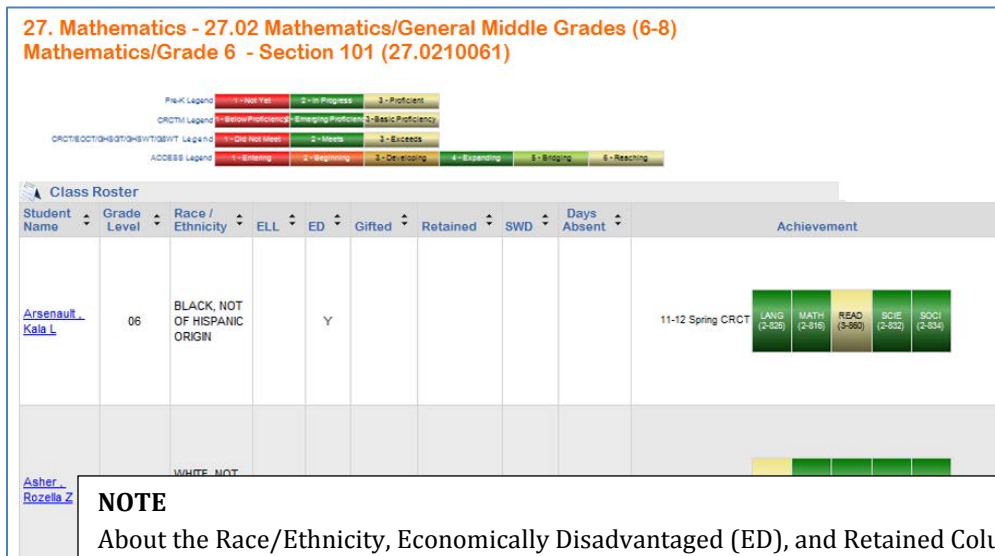 27. Mathematics - 27.02 Mathematics/General Middle Grades (6-8)
Mathematics/Grade 6 - Section 101 (27.0210061)
Pre-K Legend 1 - Not Yet 2 - In Progress 3 - Proficient
CRCTM Legend 1 - Below Proficiency 2 - Emerging Proficienc 3 - Basic Proficiency
CRCT/EOCT/GHSGT/GHSWT/G8WT Legend 1 - Did Not Meet 2 - Meets 3 - Exceeds
ACCESS Legend 1 - Entering 2 - Beginning 3 - Developing 4 - Expanding 5 - Bridging 6 - Reaching
Class Roster
Student Name Grade Level Race / Ethnicity ELL ED Gifted Retained SWD Days Absent Achievement
Arsenault, Kala L 06 BLACK, NOT OF HISPANIC ORIGIN Y 11-12 Spring CRCT LANG (2-826) MATH (2-816) READ (3-860) SCIE (2-832) SOCI (2-834)
Asher, Rozella Z WHITE, NOT
NOTE
About the Race/Ethnicity, Economically Disadvantaged (ED), and Retained Colu